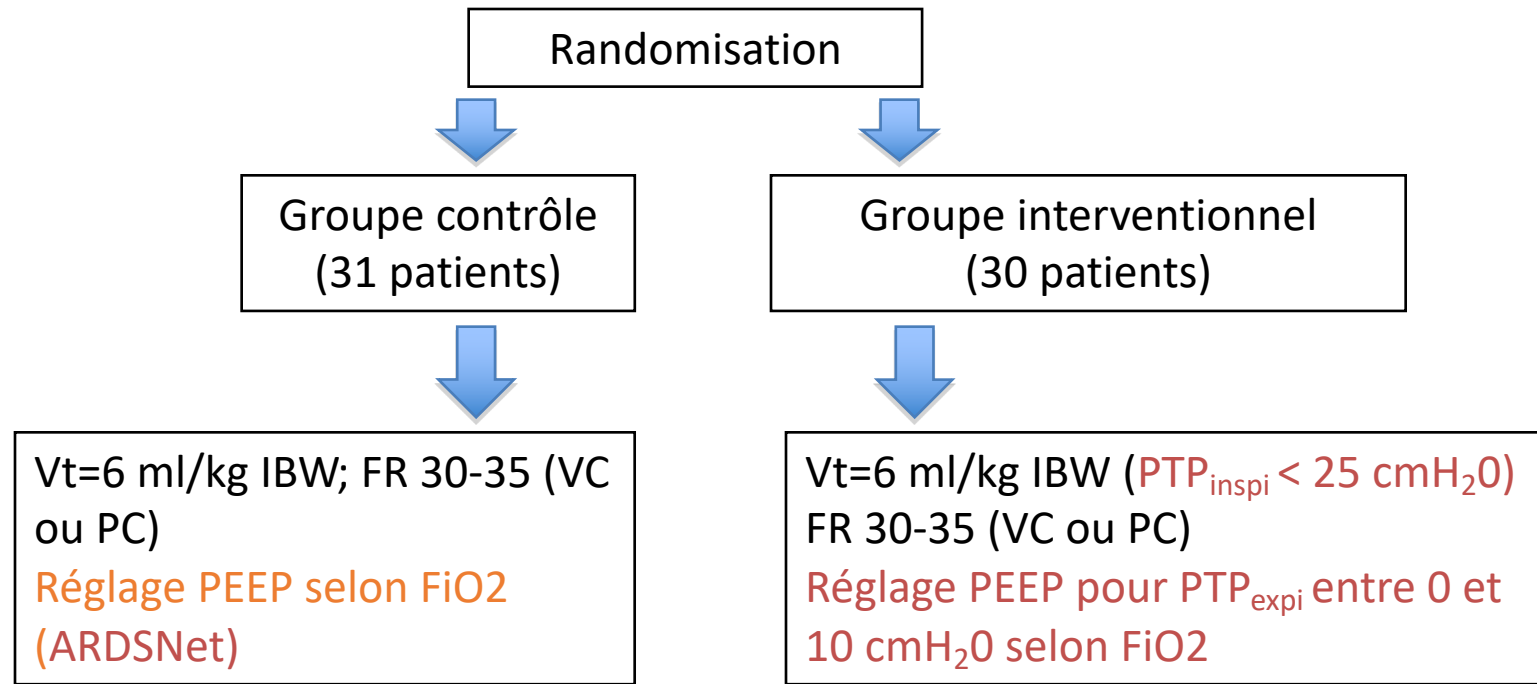 Randomisation
Groupe contrôle
(31 patients)
Groupe interventionnel
(30 patients)
Vt=6 ml/kg IBW; FR 30-35 (VC
ou PC)
Réglage PEEP selon FiO2
(ARDSNet)
Vt=6 ml/kg IBW (PTPinspi < 25 cmH20)
FR 30-35 (VC ou PC)
Réglage PEEP pour PTPexpi entre 0 et
10 cmH20 selon FiO2